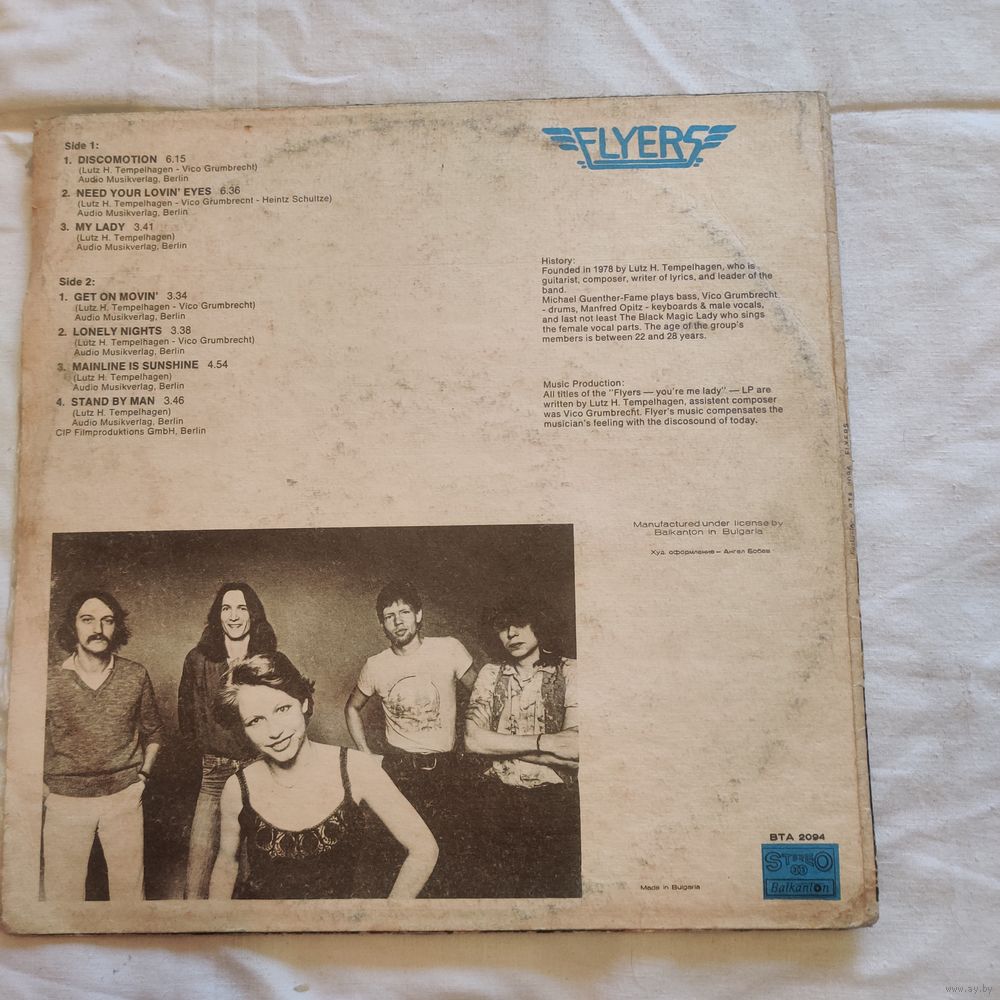 Side 1:
1. DISCOMOTION 6.15
(Lutz H. Tempelhagen - Vico Grumbrecht)
Audio Musikverlag, Berlin
2. NEED YOUR LOVIN' EYES 6.36
(Lutz H. Tempelhagen - Vico Grumbrecht - Heintz Schultze)
Audio Musikverlag, Berlin
3. MY LADY 3.41
(Lutz H. Tempelhagen)
Audio Musikverlag, Berlin
Side 2:
1. GET ON MOVIN' 3.34
(Lutz H. Tempelhagen - Vico Grumbrecht)
Audio Musikverlag, Berlin
2. LONELY NIGHTS 3.38
(Lutz H. Tempelhagen - Vico Grumbrecht)
Audio Musikverlag, Berlin
3. MAINLINE IS SUNSHINE 4.54
(Lutz H. Tempelhagen)
Audio Musikverlag, Berlin
4. STAND BY MAN 3.46
(Lutz H. Tempelhagen)
Audio Musikverlag, Berlin
CIP Filmproduktions GmbH, Berlin
FLYERS
History:
Founded in 1978 by Lutz H. Tempelhagen, who is
guitarist, composer, writer of lyrics, and leader of the
band.
Michael Guenther-Fame plays bass, Vico Grumbrecht
- drums, Manfred Opitz - keyboards & male vocals,
and last not least The Black Magic Lady who sings
the female vocal parts. The age of the group's
members is between 22 and 28 years.
Music Production:
All titles of the "Flyers — you're me lady" — LP are
written by Lutz H. Tempelhagen, assistent composer
was Vico Grumbrecht. Flyer's music compensates the
musician's feeling with the discosound of today.
Manufactured under license by
Balkanton in Bulgaria
Худ. оформление — Ангел Бобев
BTA 2094 FLYERS
Made in Bulgaria
BTA 2094
STEREO
33
Balkanton
www.ay.by